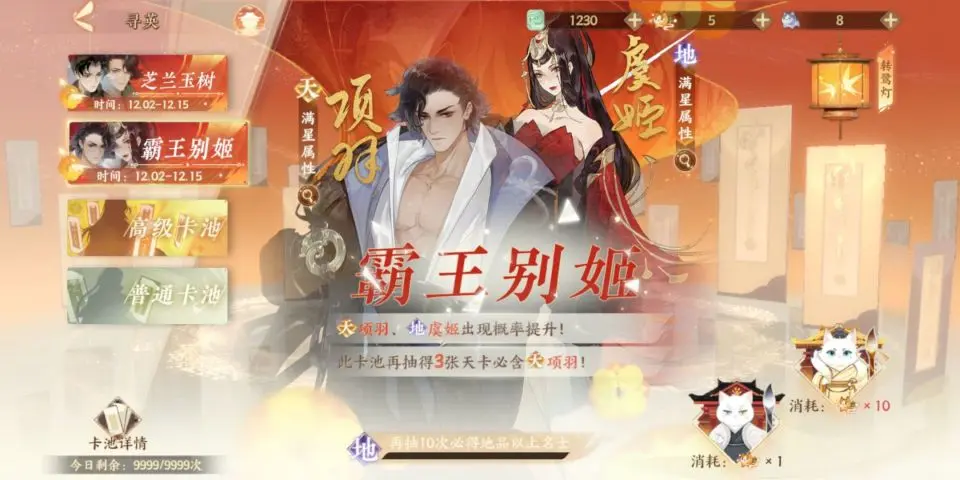 寻英
1230
5
8
芝兰玉树
时间：12.02-12.15
霸王别姬
时间：12.02-12.15
高级卡池
普通卡池
天
满星属性
项羽
虞姬
地
满星属性
转鹭灯
霸王别姬
天项羽、地虞姬出现概率提升！
此卡池再抽得3张天卡必含天项羽！
地 再抽10次必得地品以上名士
卡池详情
今日剩余：9999/9999次
消耗： ×1
消耗： ×10